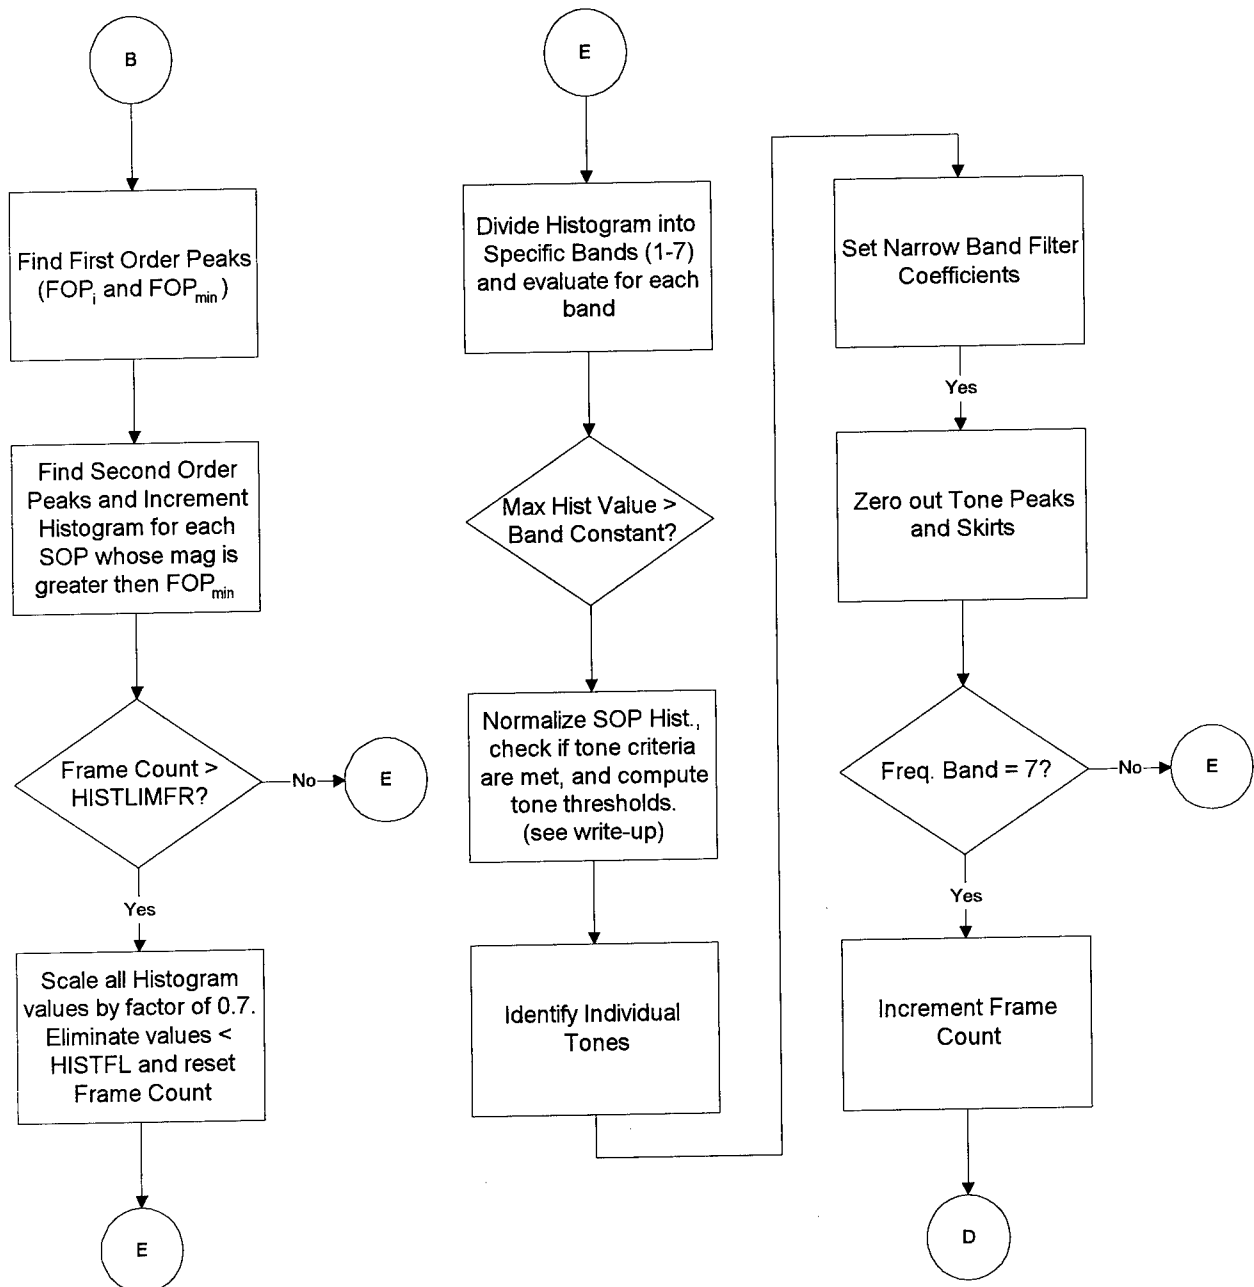 B
Find First Order Peaks
(FOPi and FOPmin)
Find Second Order
Peaks and Increment
Histogram for each
SOP whose mag is
greater then FOPmin
Frame Count >
HISTLIMFR?
No
E
Yes
Scale all Histogram
values by factor of 0.7.
Eliminate values <
HISTFL and reset
Frame Count
E
E
Divide Histogram into
Specific Bands (1-7)
and evaluate for each
band
Max Hist Value >
Band Constant?
Normalize SOP Hist.,
check if tone criteria
are met, and compute
tone thresholds.
(see write-up)
Identify Individual
Tones
Set Narrow Band Filter
Coefficients
Yes
Zero out Tone Peaks
and Skirts
Freq. Band = 7?
No
E
Yes
Increment Frame
Count
D